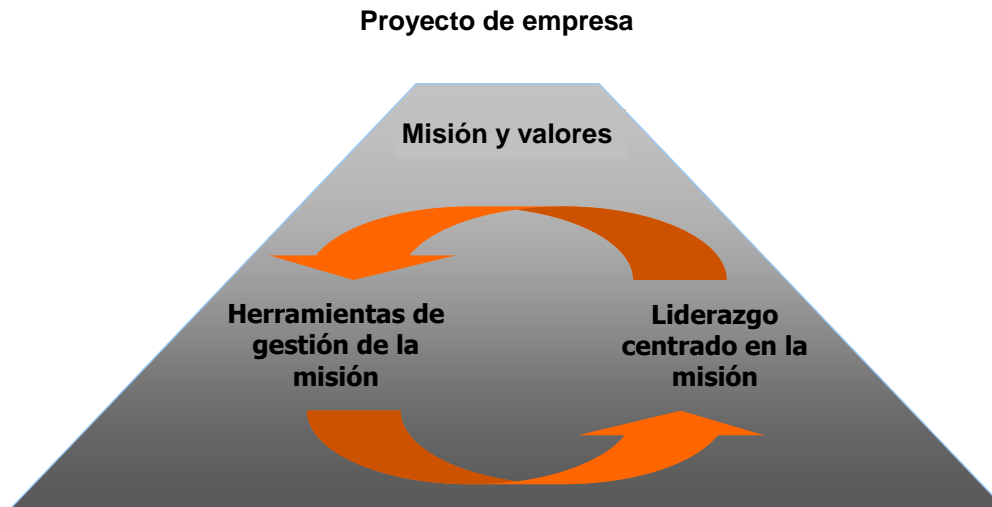 Proyecto de empresa
Misión y valores
Herramientas de
gestión de la
misión
Liderazgo
centrado en la
misión